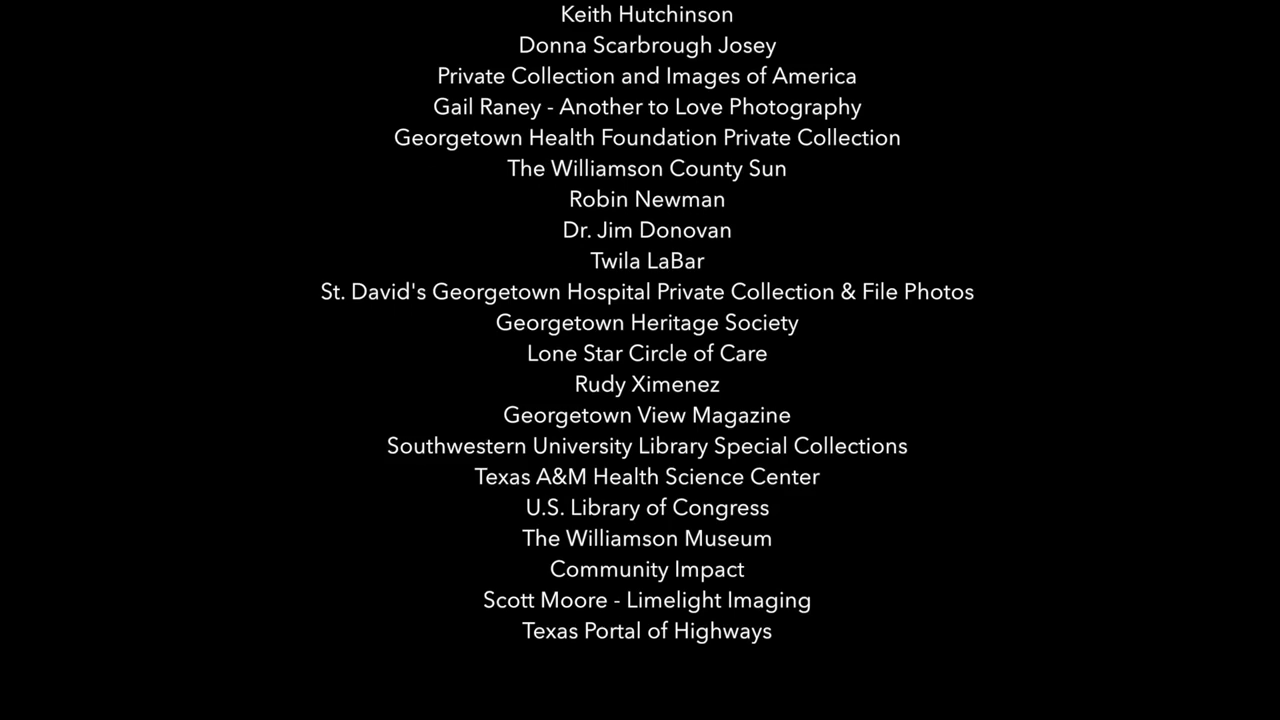 Keith Hutchinson
Donna Scarbrough Josey
Private Collection and Images of America
Gail Raney - Another to Love Photography
Georgetown Health Foundation Private Collection
The Williamson County Sun
Robin Newman
Dr. Jim Donovan
Twila LaBar
St. David's Georgetown Hospital Private Collection & File Photos
Georgetown Heritage Society
Lone Star Circle of Care
Rudy Ximenez
Georgetown View Magazine
Southwestern University Library Special Collections
Texas A&M Health Science Center
U.S. Library of Congress
The Williamson Museum
Community Impact
Scott Moore - Limelight Imaging
Texas Portal of Highways